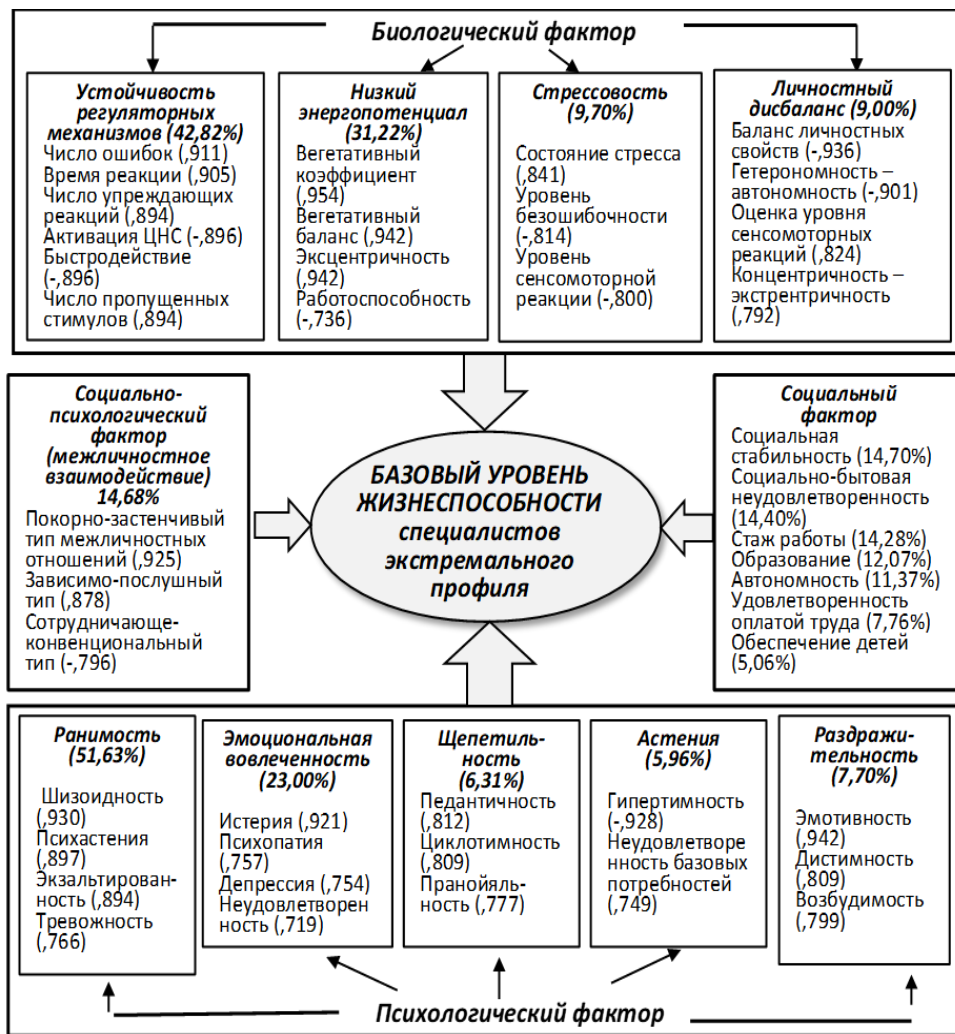 Биологический фактор
Устойчивость
регуляторных
механизмов (42,82%)
Число ошибок (,911)
Время реакции (,905)
Число упреждающих
реакций (,894)
Активация ЦНС (-,896)
Быстродействие
(-,896)
Число пропущенных
стимулов (,894)
Низкий
энергопотенциал
(31,22%)
Вегетативный
коэффициент
(,954)
Вегетативный
баланс (,942)
Эксцентричность
(,942)
Работоспособность
(-,736)
Стрессовость
(9,70%)
Состояние стресса
(,841)
Уровень
безошибочности
(-,814)
Уровень
сенсомоторной
реакции (-,800)
Личностный
дисбаланс (9,00%)
Баланс личностных
свойств (-,936)
Гетерономность –
автономность (-,901)
Оценка уровня
сенсомоторных
реакций (,824)
Концентричность –
экстрентричность
(,792)
Социально-
психологический
фактор
(межличностное
взаимодействие)
14,68%
Покорно-застенчивый
тип межличностных
отношений (,925)
Зависимо-послушный
тип (,878)
Сотрудничающе-
конвенциональный
тип (-,796)
БАЗОВЫЙ УРОВЕНЬ
ЖИЗНЕСПОСОБНОСТИ
специалистов
экстремального
профиля
Социальный
фактор
Социальная
стабильность (14,70%)
Социально-бытовая
неудовлетворенность
(14,40%)
Стаж работы (14,28%)
Образование (12,07%)
Автономность (11,37%)
Удовлетворенность
оплатой труда (7,76%)
Обеспечение детей
(5,06%)
Ранимость
(51,63%)
Шизоидность
(,930)
Психастения
(,897)
Экзальтирован-
ность (,894)
Тревожность
(,766)
Эмоциональная
вовлеченность
(23,00%)
Истерия (,921)
Психопатия
(,757)
Депрессия (,754)
Неудовлетворен
ность (,719)
Щепетиль-
ность
(6,31%)
Педантичность
(,812)
Циклотимность
(,809)
Пранойяль-
ность (,777)
Астения
(5,96%)
Гипертимность
(-,928)
Неудовлетворе
нность базовых
потребностей
(,749)
Раздражи-
тельность
(7,70%)
Эмотивность
(,942)
Дистимность
(,809)
Возбудимость
(,799)
Психологический фактор